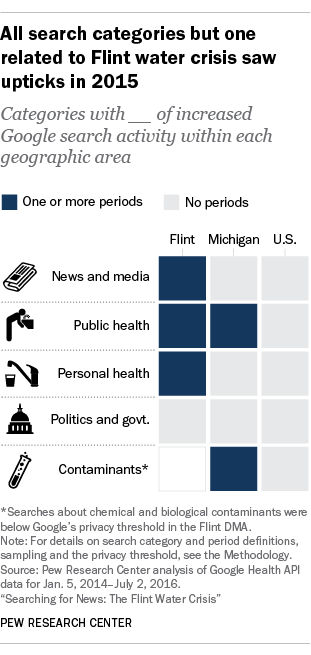 All search categories but one
related to Flint water crisis saw
upticks in 2015
Categories with __ of increased
Google search activity within each
geographic area
One or more periods No periods
Flint Michigan U.S.
News and media
Public health
Personal health
Politics and govt.
Contaminants*
*Searches about chemical and biological contaminants were
below Google's privacy threshold in the Flint DMA.
Note: For details on search category and period definitions,
sampling and the privacy threshold, see the Methodology.
Source: Pew Research Center analysis of Google Health API
data for Jan. 5, 2014–July 2, 2016.
“Searching for News: The Flint Water Crisis”
PEW RESEARCH CENTER